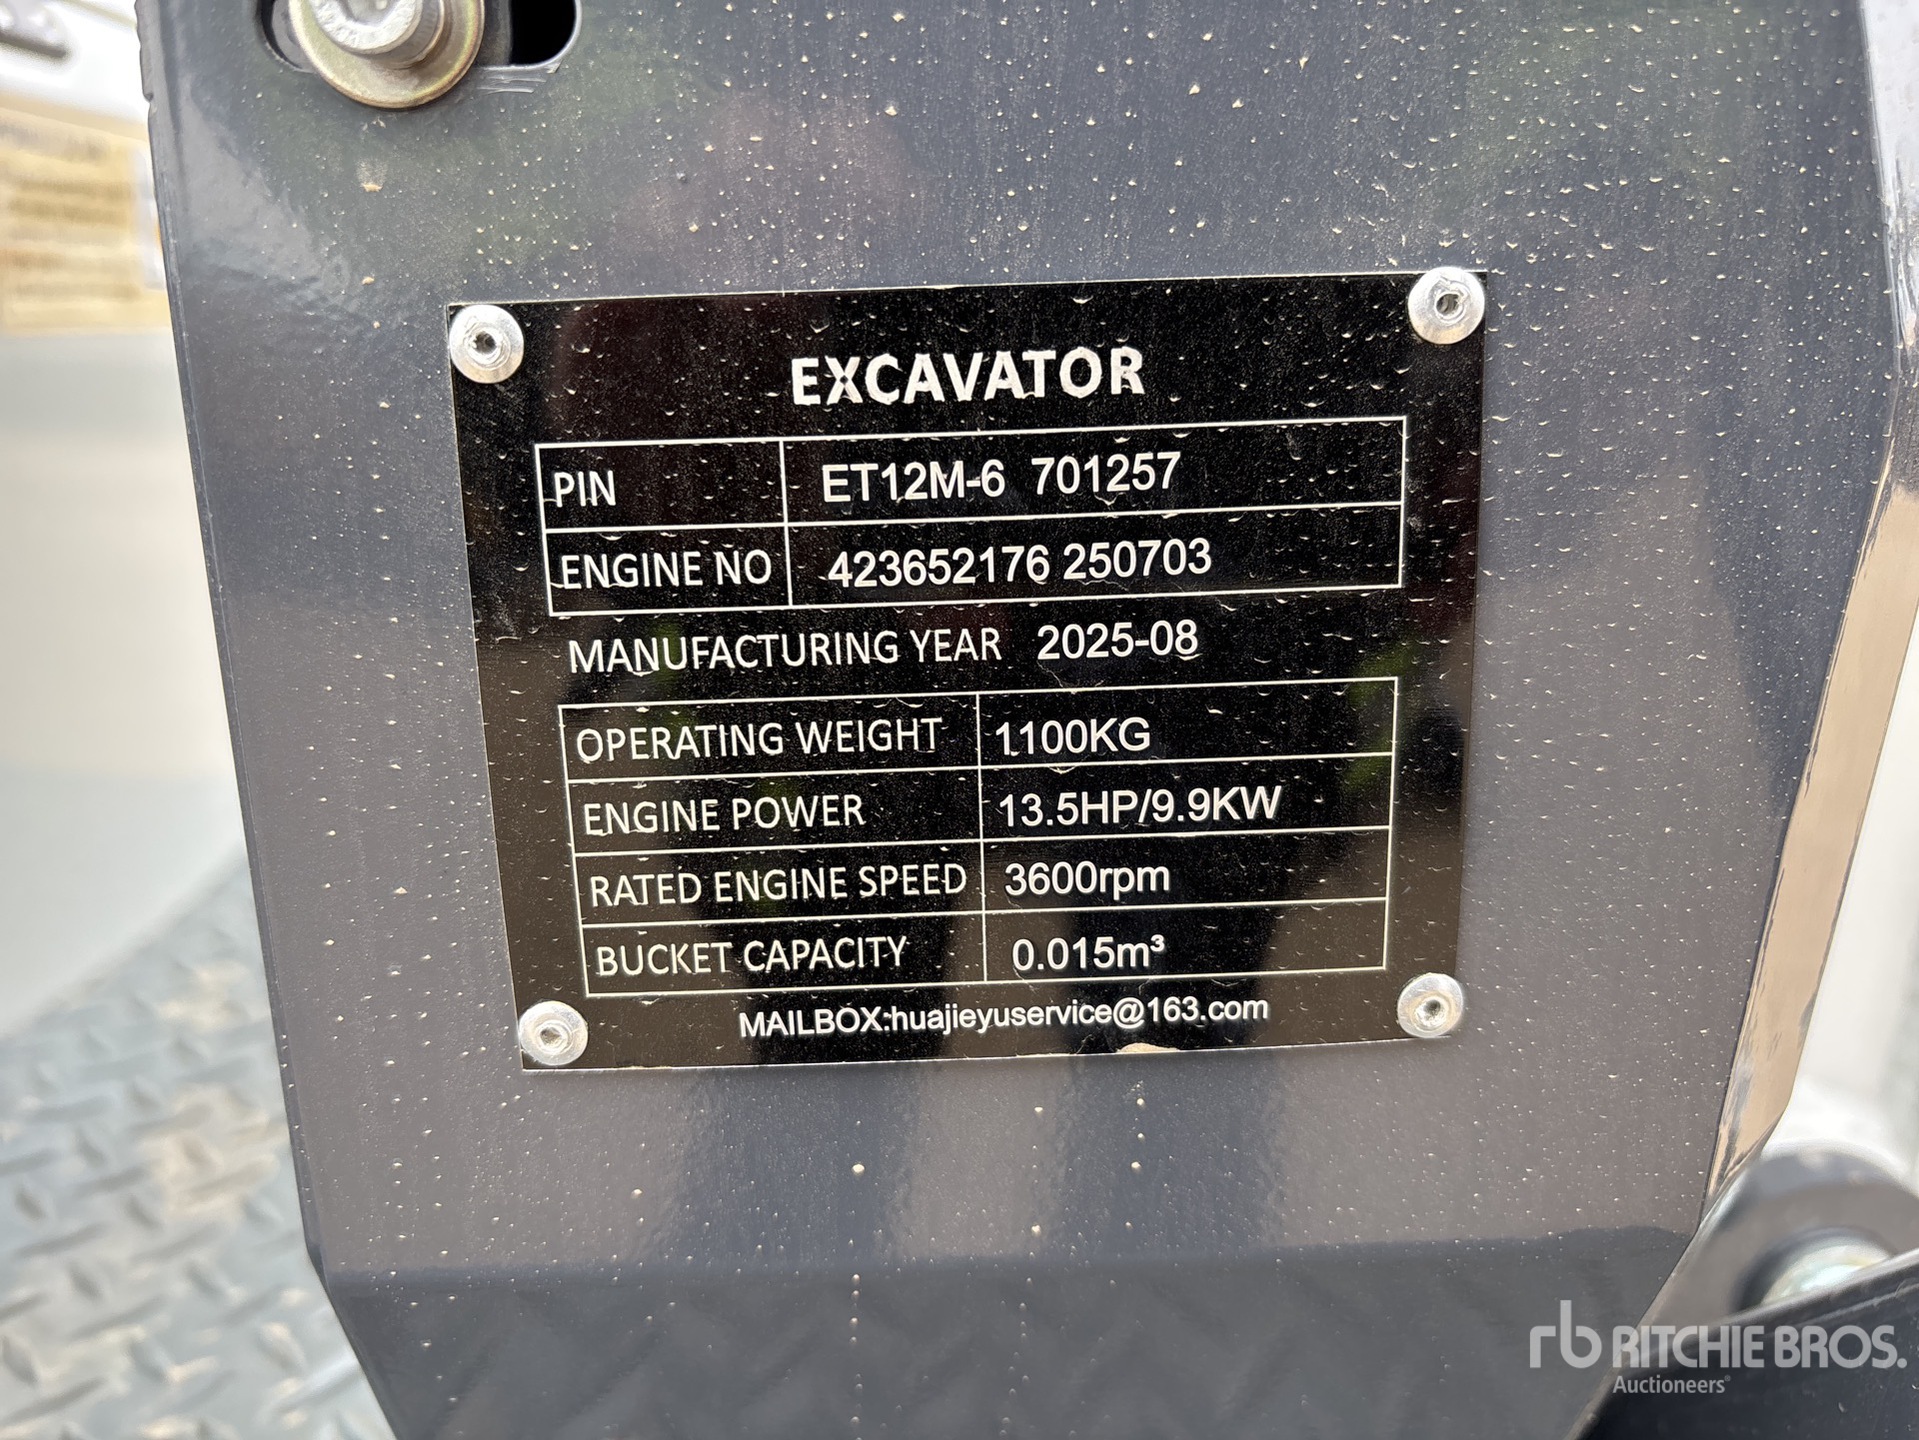 EXCAVATOR
PIN ET12M-6 701257
ENGINE NO 423652176 250703
MANUFACTURING YEAR 2025-08
OPERATING WEIGHT 1100KG
ENGINE POWER 13.5HP/9.9KW
RATED ENGINE SPEED 3600rpm
BUCKET CAPACITY 0.015m³
MAILBOX:huajieyuservice@163.com
rb RITCHIE BROS.
Auctioneers®